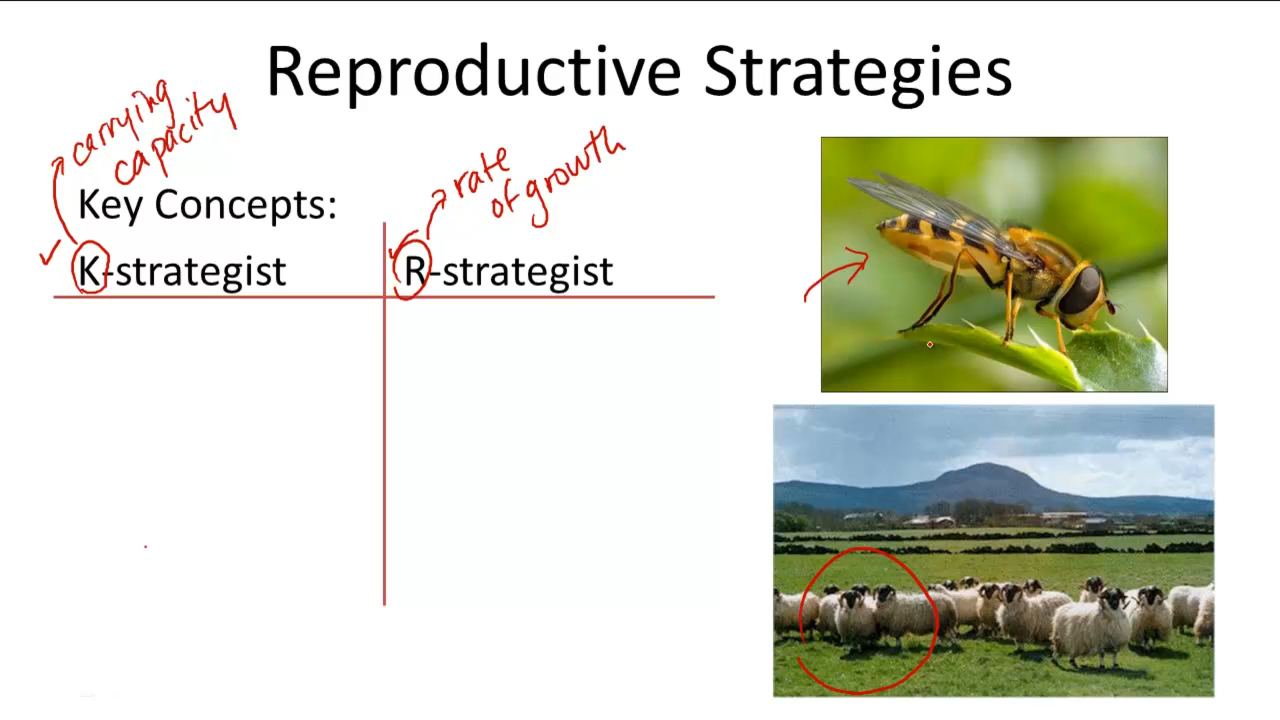 Reproductive Strategies
carrying
capacity
rate
of growth
Key Concepts:
K-strategist
R-strategist